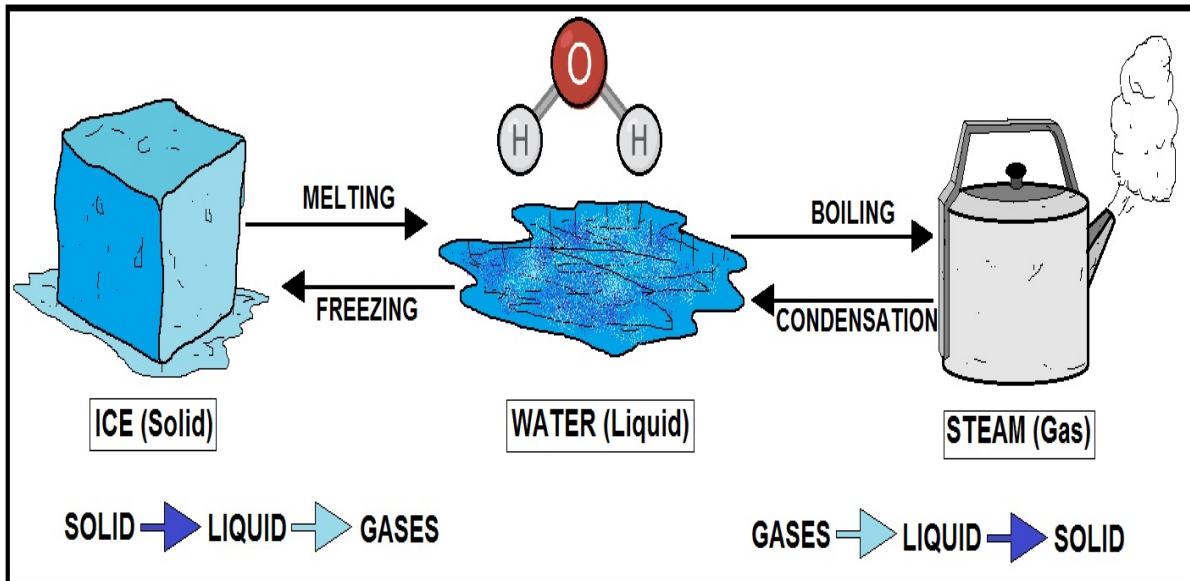 O
H H
MELTING
FREEZING
BOILING
CONDENSATION
ICE (Solid)
WATER (Liquid)
STEAM (Gas)
SOLID LIQUID GASES
GASES LIQUID SOLID